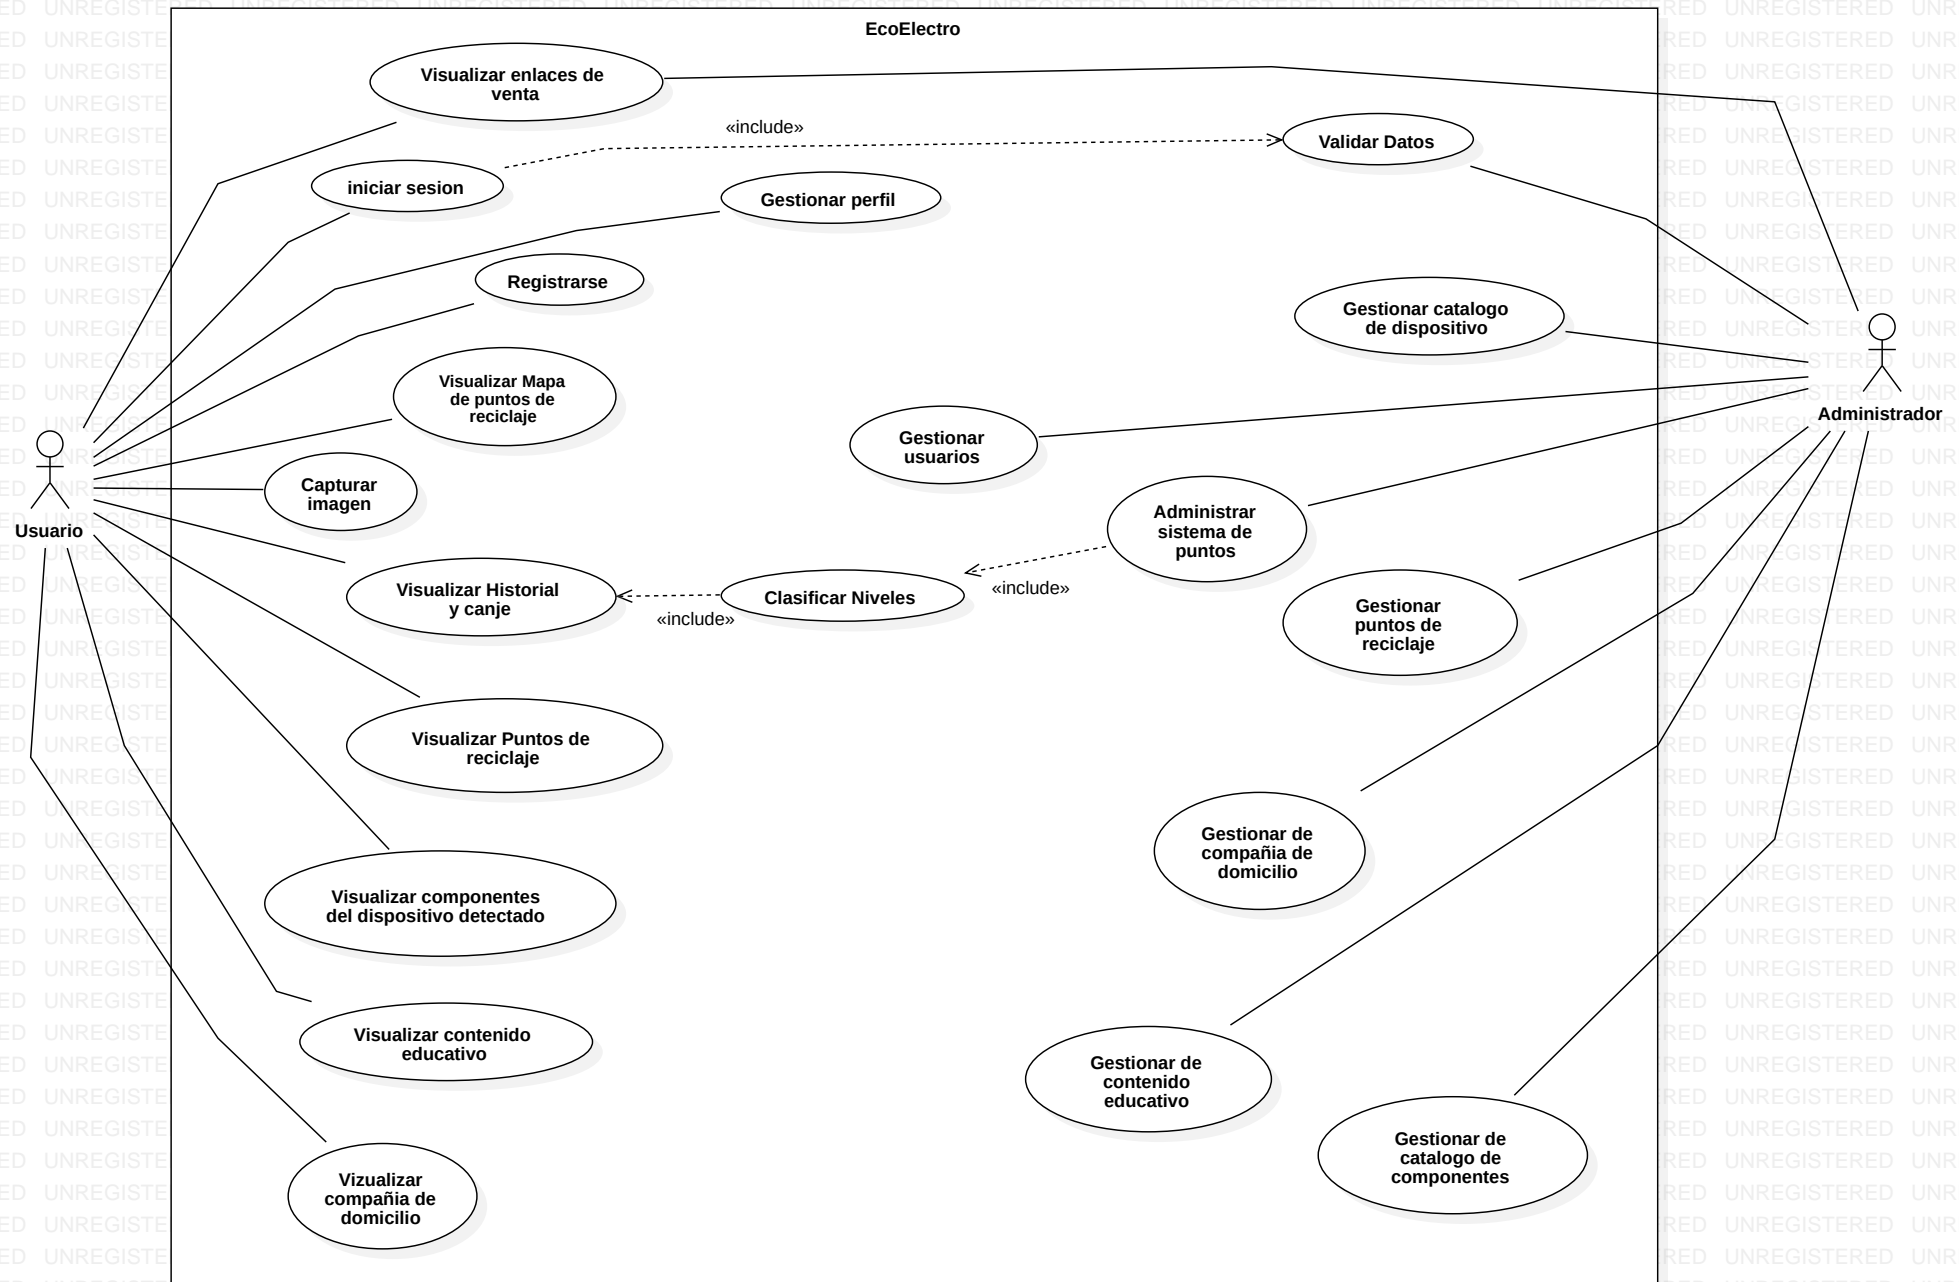 EcoElectro
Visualizar enlaces de
venta
«include»
Validar Datos
iniciar sesion
Gestionar perfil
Registrarse
Gestionar catalogo
de dispositivo
Visualizar Mapa
de puntos de
reciclaje
Administrador
Gestionar
usuarios
Capturar
imagen
Usuario
Administrar
sistema de
puntos
Visualizar Historial
y canje
«include»
Clasificar Niveles
«include»
Gestionar
puntos de
reciclaje
Visualizar Puntos de
reciclaje
Gestionar de
compañia de
domicilio
Visualizar componentes
del dispositivo detectado
Visualizar contenido
educativo
Gestionar de
contenido
educativo
Gestionar de
catalogo de
componentes
Vizualizar
compañia de
domicilio
UNREGISTERED